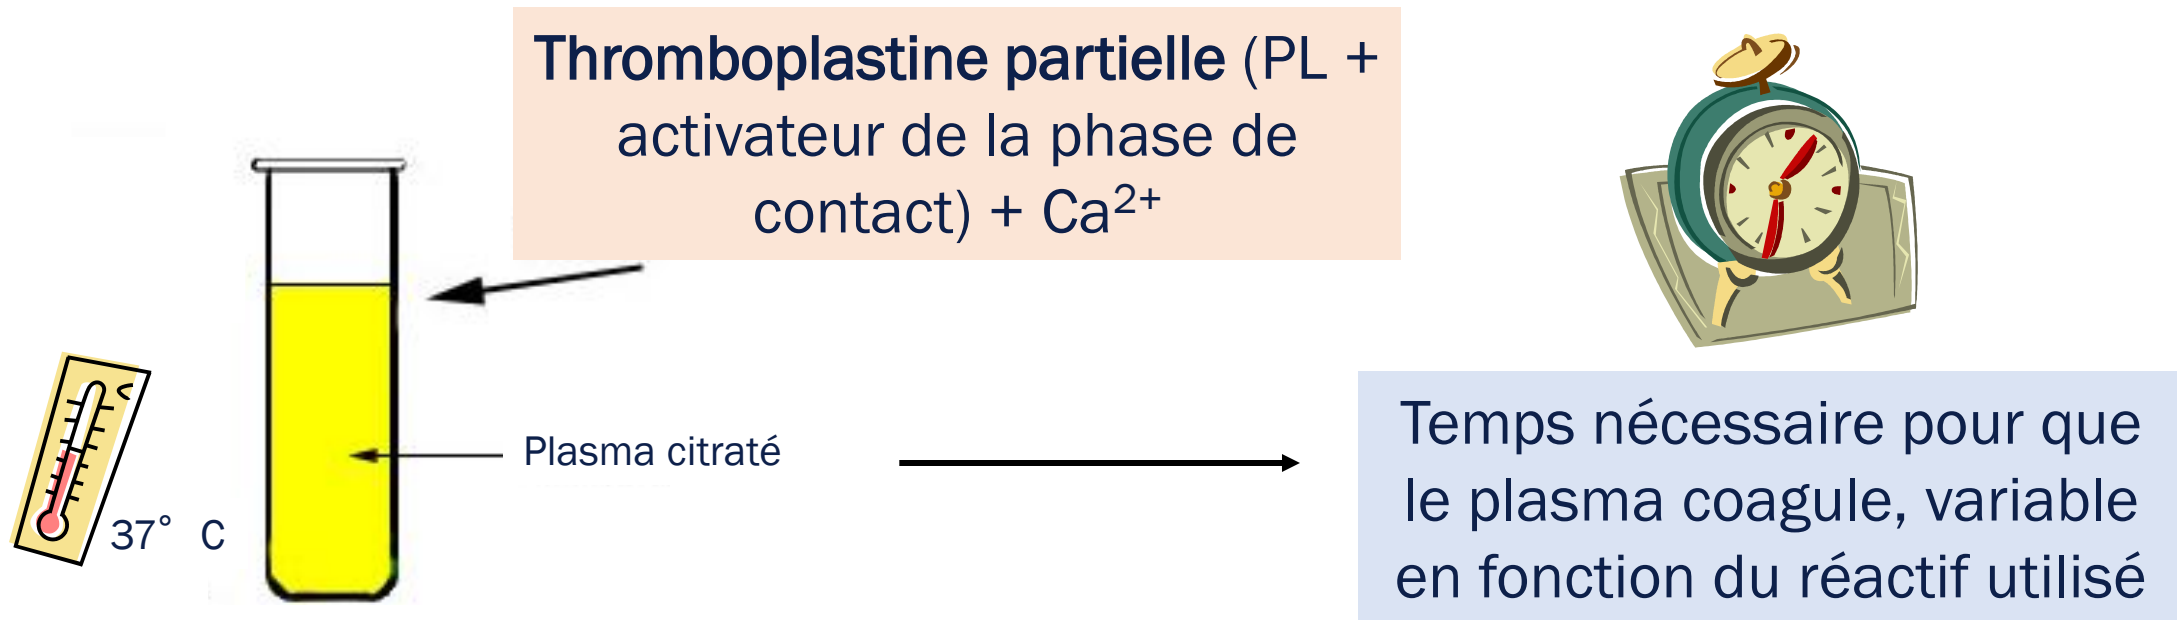 Thromboplastine partielle (PL +
activateur de la phase de
contact) + Ca²⁺
Plasma citraté
37° C
Temps nécessaire pour que
le plasma coagule, variable
en fonction du réactif utilisé